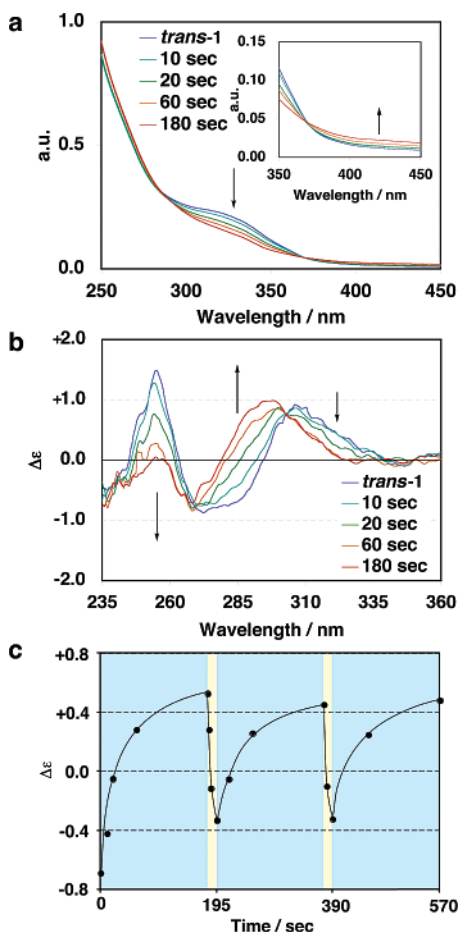 a
1.0
0.5
0.0
a.u.
trans-1
10 sec
20 sec
60 sec
180 sec
0.15
0.10
0.05
0.00
a.u.
350 400 450
Wavelength / nm
250 300 350 400 450
Wavelength / nm
b
+2.0
+1.0
0.0
-1.0
-2.0
Δε
trans-1
10 sec
20 sec
60 sec
180 sec
235 260 285 310 335 360
Wavelength / nm
c
+0.8
+0.4
0.0
-0.4
-0.8
Δε
0 195 390 570
Time / sec